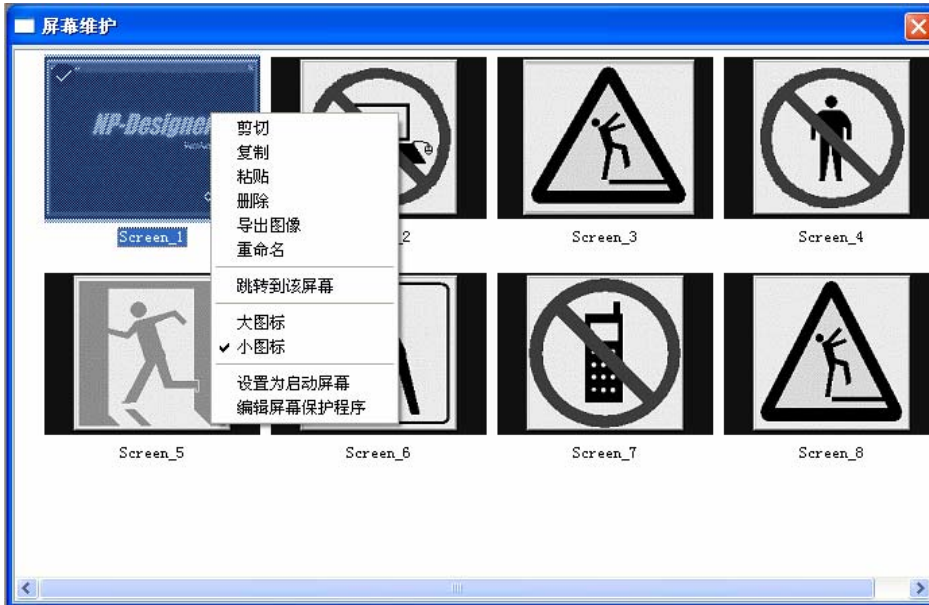 屏幕维护
NP-Designer
剪切
复制
粘贴
删除
导出图像
重命名
跳转到该屏幕
大图标
小图标
设置为启动屏幕
编辑屏幕保护程序
Screen_1
_2
Screen_3
Screen_4
Screen_5
Screen_6
Screen_7
Screen_8